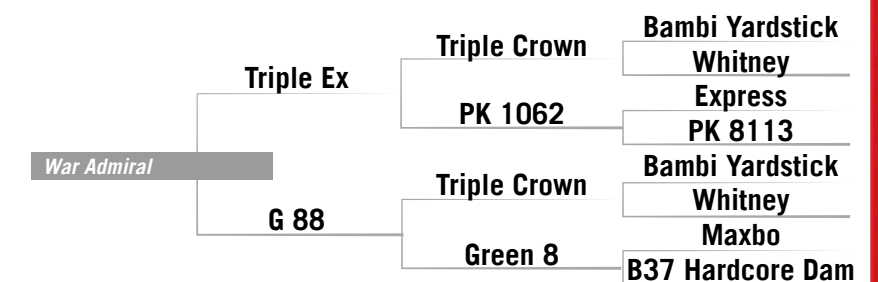 Bambi Yardstick
Triple Crown
Whitney
Triple Ex
Express
PK 1062
PK 8113
War Admiral
Bambi Yardstick
Triple Crown
Whitney
G 88
Maxbo
Green 8
B37 Hardcore Dam